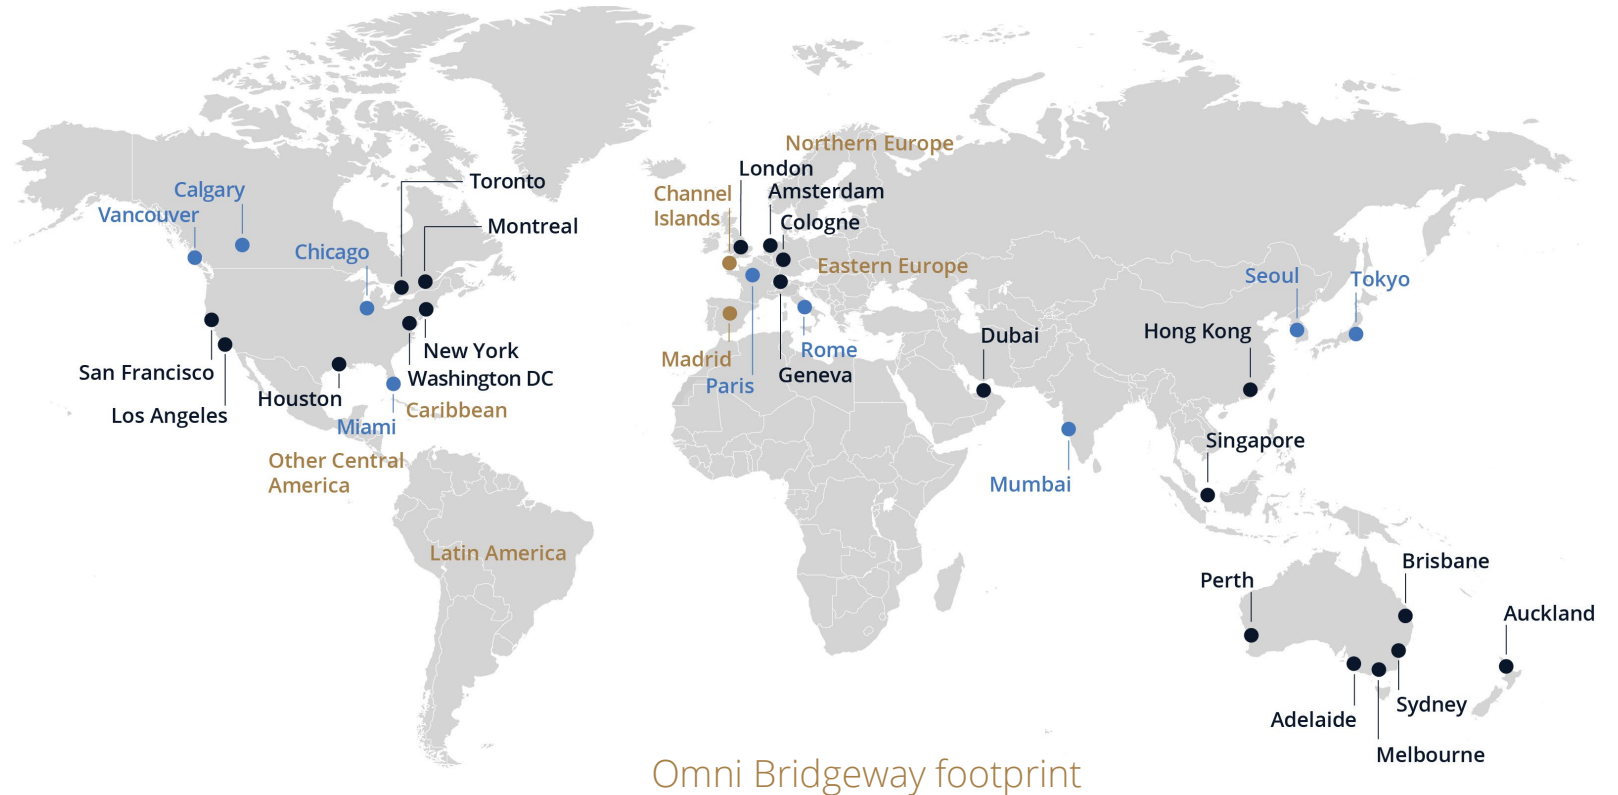 Northern Europe
London
Toronto
Calgary
Channel
Islands
Amsterdam
Vancouver
Cologne
Montreal
Chicago
Eastern Europe
Seoul
Tokyo
Hong Kong
Dubai
New York
Rome
Madrid
San Francisco
Washington DC
Geneva
Paris
Houston
Los Angeles
Caribbean
Miami
Singapore
Other Central
America
Mumbai
Latin America
Brisbane
Perth
Auckland
Sydney
Adelaide
Melbourne
Omni Bridgeway footprint